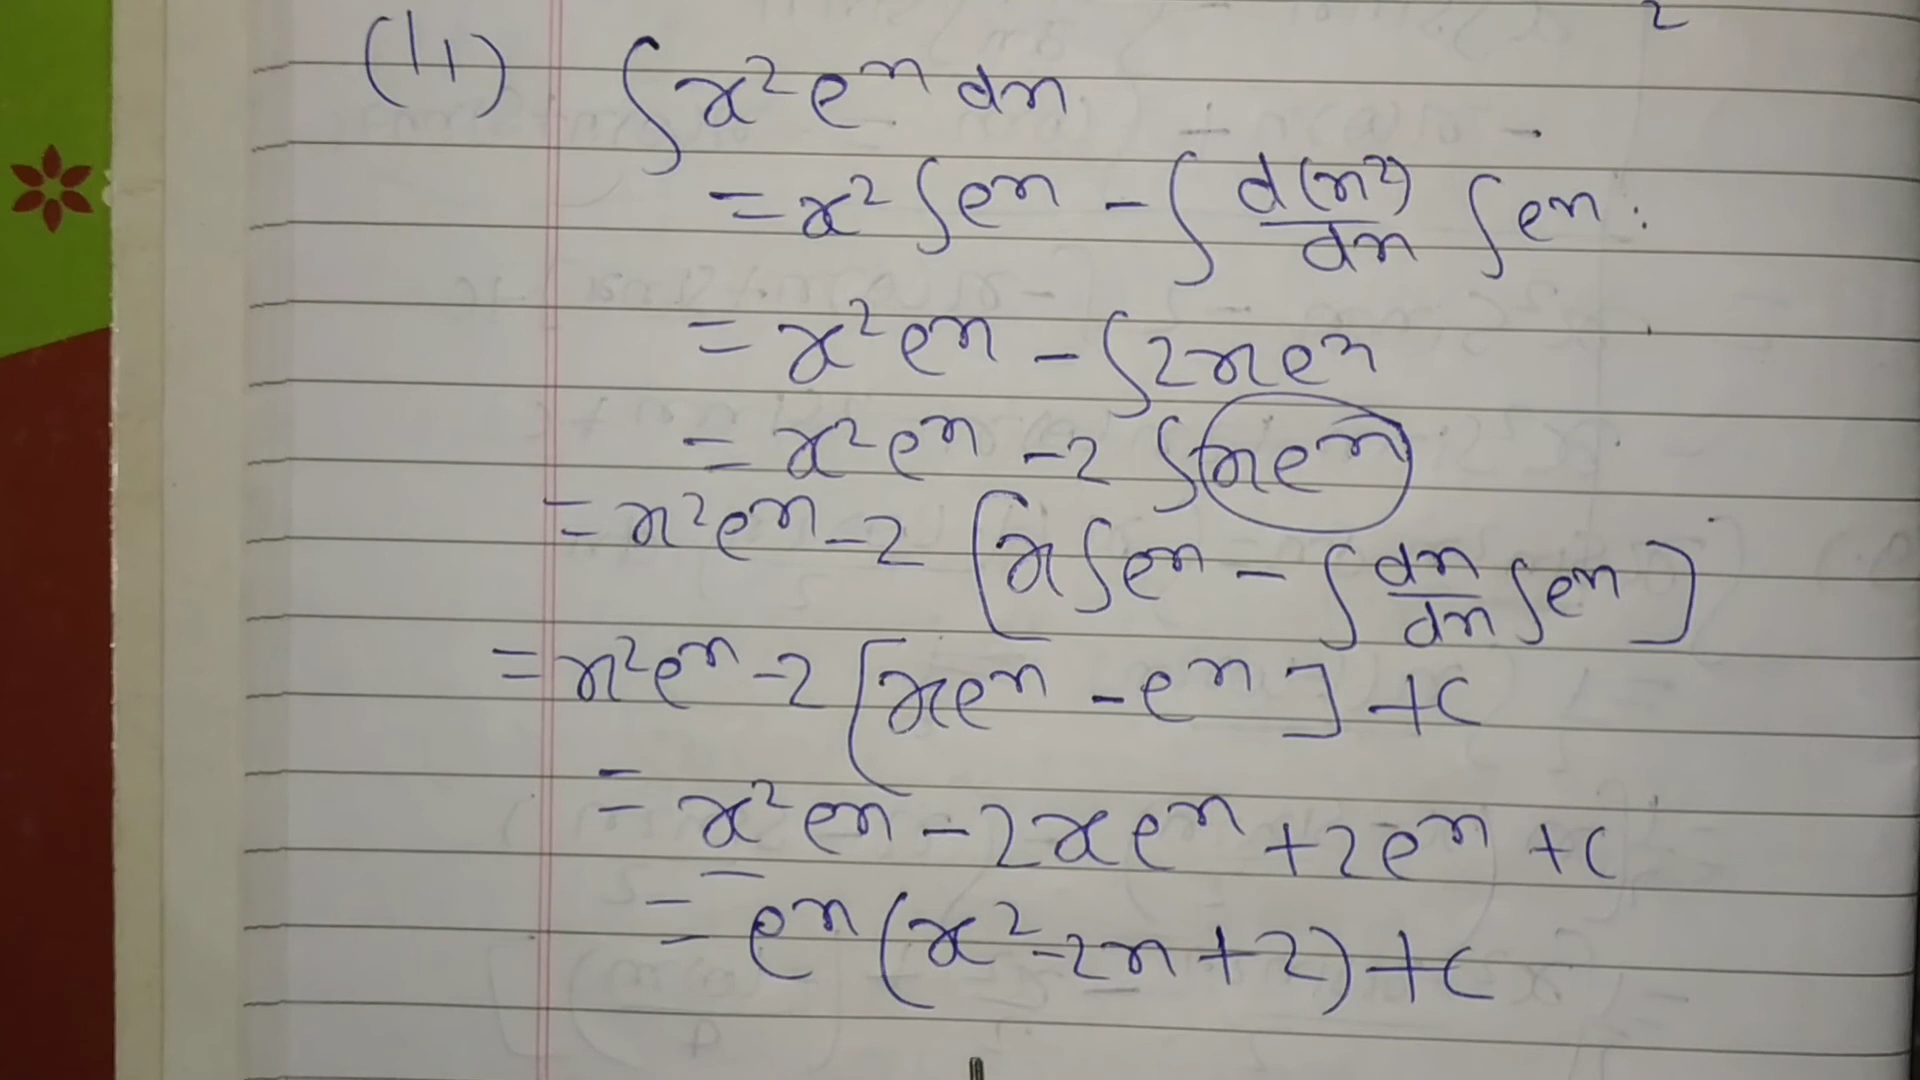 2
(11) ∫x²eˣ dx
= x² ∫eˣ - ∫ d(x²)/dx ∫eˣ.
= x²eˣ - ∫2xeˣ
= x²eˣ - 2 ∫xeˣ
= x²eˣ - 2 [x∫eˣ - ∫ dx/dx ∫eˣ]
= x²eˣ - 2 [xeˣ - eˣ] + c
= x²eˣ - 2xeˣ + 2eˣ + c
= eˣ (x² - 2x + 2) + c